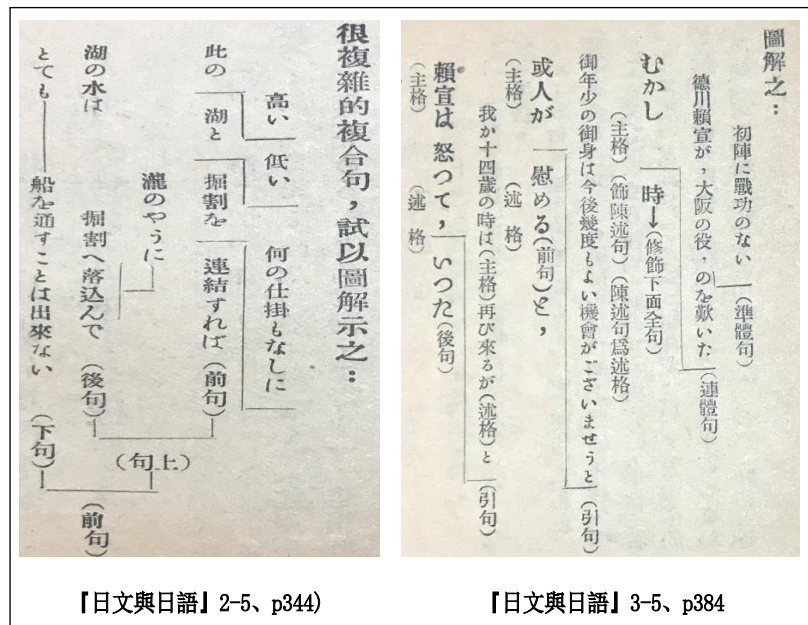 很複雜的複合句，試以圖解示之：
高い 低い 何の仕掛もなしに
此の 湖と 掘割を 連結すれば (前句)
(上句)
瀧のやうに
湖の水は 掘割へ落込んで (後句)
とても 船を通すことは出來ない (下句)
(前句)
『日文與日語』2-5、p344)
圖解之：
初陣に戰功のない (準體句)
德川賴宣が，大阪の役，のを歎いた (連體句)
むかし 時↓(修飾下面全句)
(主格) (飾陳述句) (陳述句爲述格)
御年少の御身は今後幾度もよい機會がございませうと (引句)
或人が 慰める(前句)と，
(主格) (述格)
我か十四歲の時は(主格)再び來るが(述格)と (引句)
賴宣は 怒つて，いつた(後句)
(主格) (述格)
『日文與日語』3-5、p384